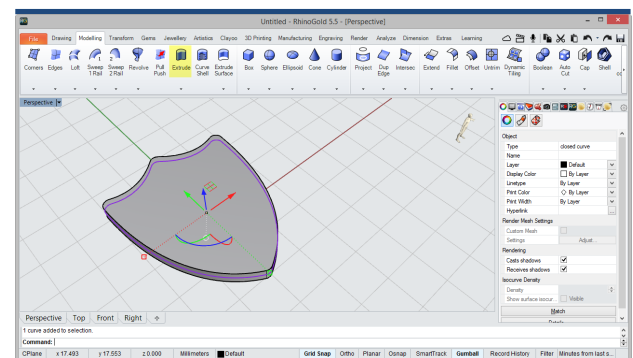 Untitled - RhinoGold 5.5 - [Perspective]
File Drawing Modelling Transform Gems Jewellery Artistics Clayoo 3D Printing Manufacturing Engraving Render Analyze Dimension Extras Learning
Corners Edges Loft Sweep 1 Rail Sweep 2 Rail Revolve Pull Push Extrude Curve Shell Extrude Surface Box Sphere Ellipsoid Cone Cylinder Project Dup Edge Intersec Extend Fillet Offset Untrim Dynamic Tiling Boolean Auto Cut Cap Shell
Perspective
Object
Type closed curve
Name
Layer Default
Display Color By Layer
Linetype By Layer
Print Color By Layer
Print Width By Layer
Hyperlink ...
Render Mesh Settings
Custom Mesh
Settings Adjust...
Rendering
Casts shadows
Receives shadows
Isocurve Density
Density
Show surface isocur... Visible
Match
Details
Perspective Top Front Right
1 curve added to selection.
Command:
CPlane x 17.493 y 17.553 z 0.000 Millimeters Default Grid Snap Ortho Planar Osnap SmartTrack Gumball Record History Filter Minutes from last s...